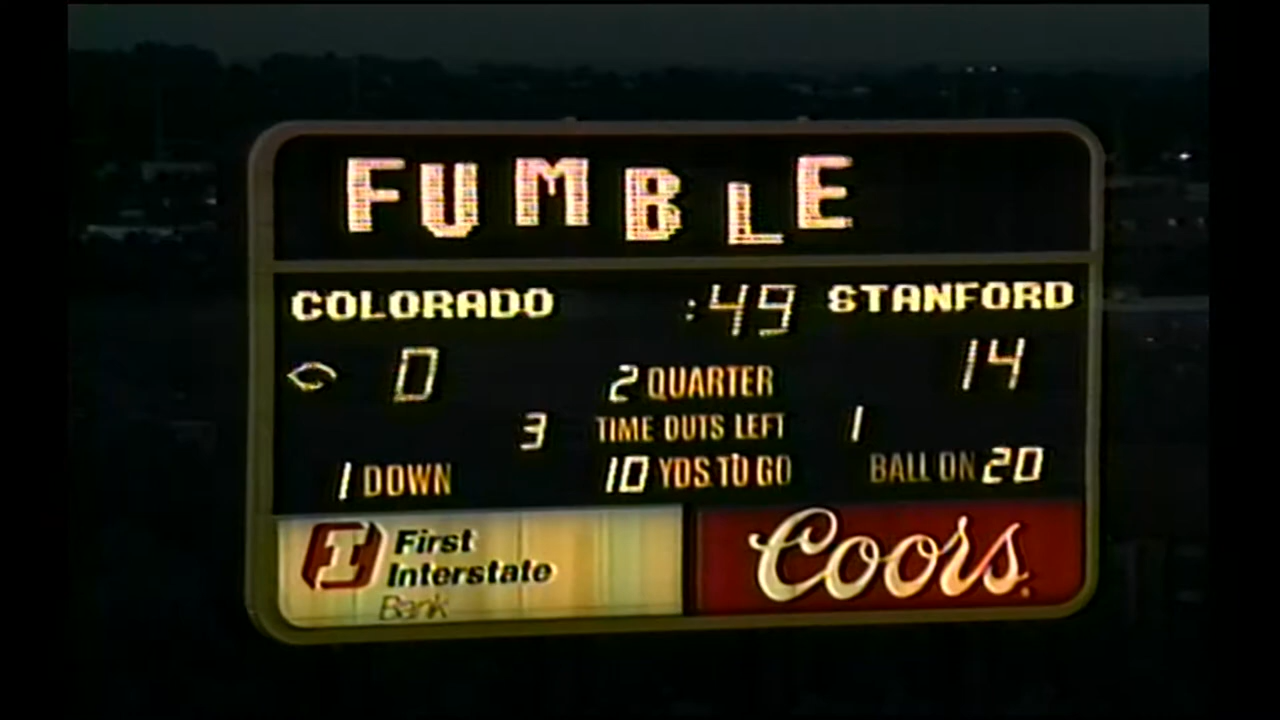 FUMBLE
COLORADO :49 STANFORD
0 2 QUARTER 14
3 TIME OUTS LEFT 1
1 DOWN 10 YDS. TO GO BALL ON 20
I First
Interstate
Bank
Coors